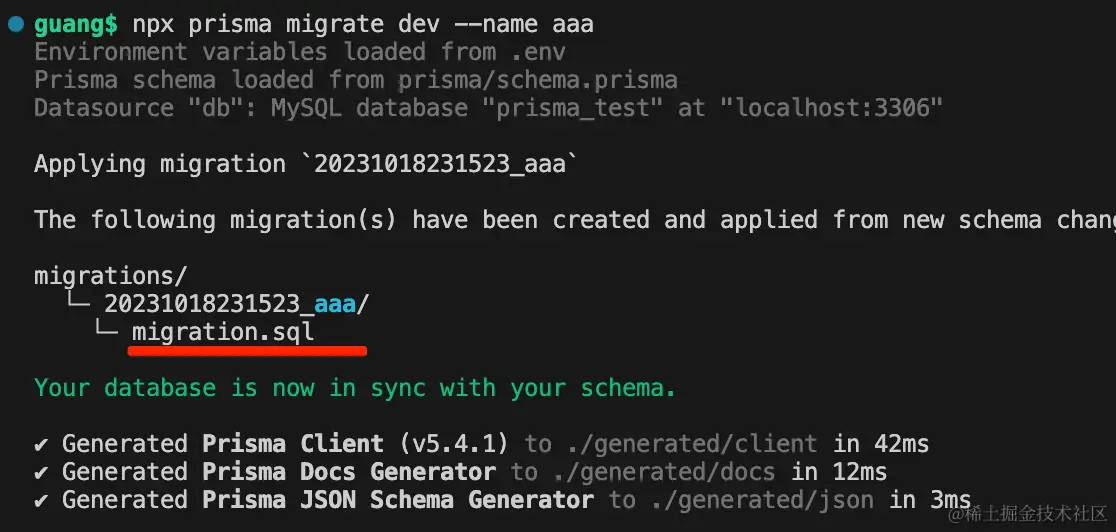 guang$ npx prisma migrate dev --name aaa
Environment variables loaded from .env
Prisma schema loaded from prisma/schema.prisma
Datasource "db": MySQL database "prisma_test" at "localhost:3306"
Applying migration `20231018231523_aaa`
The following migration(s) have been created and applied from new schema chang
migrations/
└─ 20231018231523_aaa/
└─ migration.sql
Your database is now in sync with your schema.
✔ Generated Prisma Client (v5.4.1) to ./generated/client in 42ms
✔ Generated Prisma Docs Generator to ./generated/docs in 12ms
✔ Generated Prisma JSON Schema Generator to ./generated/json in 3ms
@稀土掘金技术社区